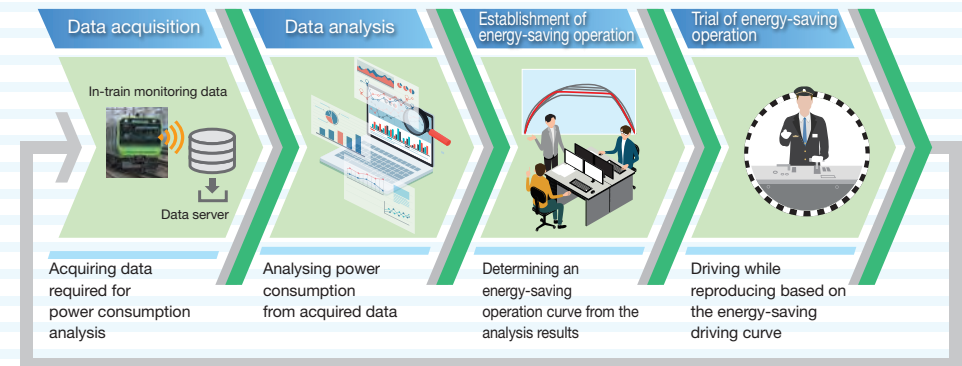 Data acquisition
In-train monitoring data
Data server
Acquiring data
required for
power consumption
analysis
Data analysis
Analysing power
consumption
from acquired data
Establishment of
energy-saving operation
Determining an
energy-saving
operation curve from the
analysis results
Trial of energy-saving
operation
Driving while
reproducing based on
the energy-saving
driving curve